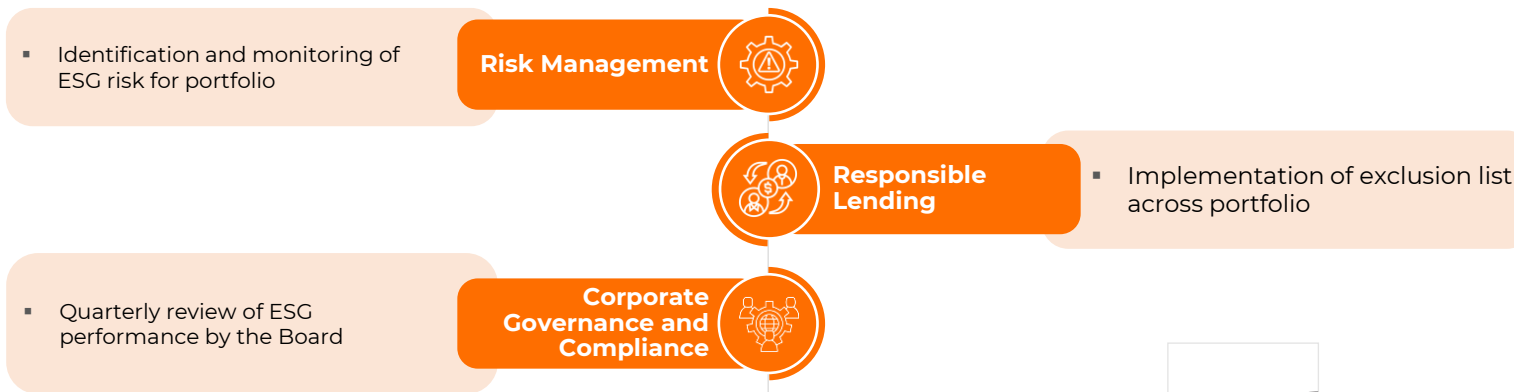 ▪ Identification and monitoring of
ESG risk for portfolio
Risk Management
Responsible
Lending
▪ Implementation of exclusion list
across portfolio
▪ Quarterly review of ESG
performance by the Board
Corporate
Governance and
Compliance